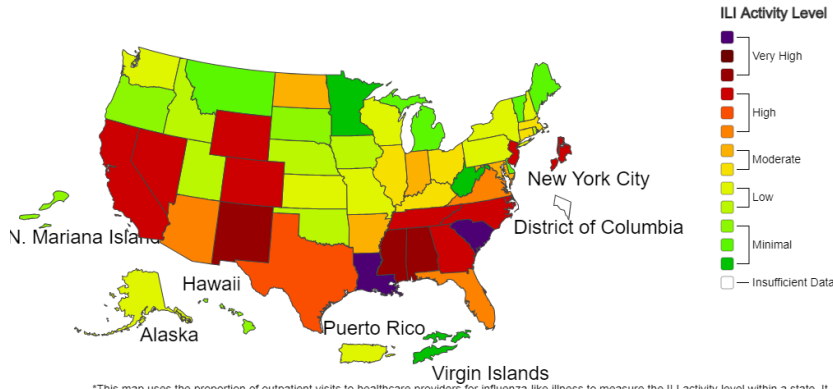 ILI Activity Level
Very High
High
Moderate
Low
Minimal
Insufficient Data
New York City
District of Columbia
N. Mariana Island
Hawaii
Alaska
Puerto Rico
Virgin Islands
*This map uses the proportion of outpatient visits to healthcare providers for influenza-like illness to measure the ILI activity level within a state. It